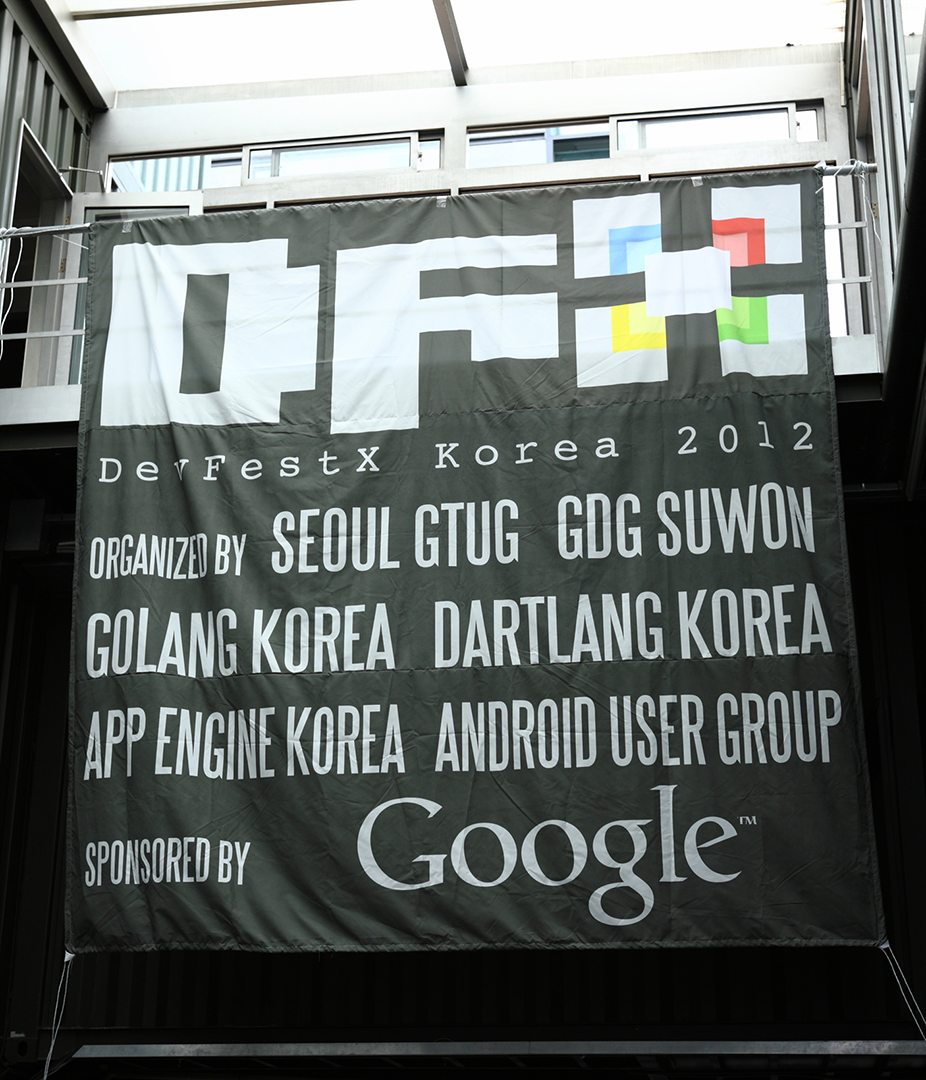 DFX
DevFestX Korea 2012
ORGANIZED BY SEOUL GTUG GDG SUWON
GOLANG KOREA DARTLANG KOREA
APP ENGINE KOREA ANDROID USER GROUP
SPONSORED BY Google™